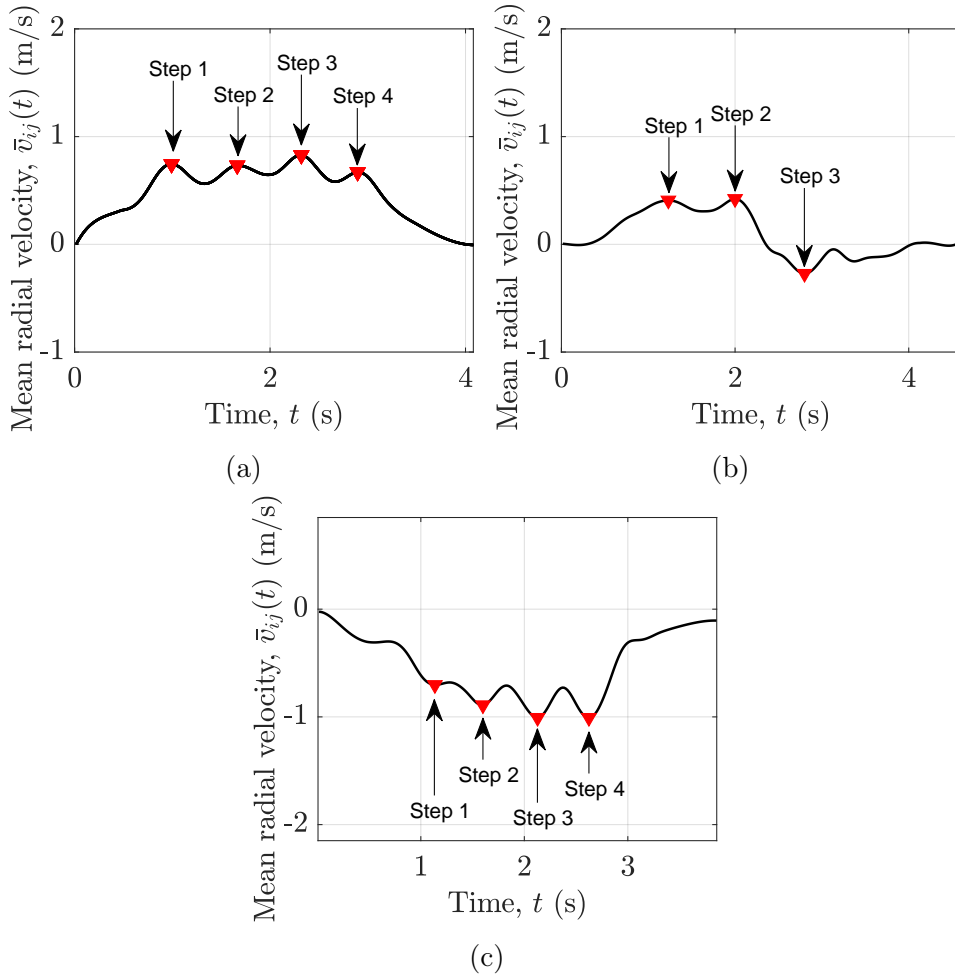 Mean radial velocity, v̄ij(t) (m/s)
2
1
0
-1
Step 1
Step 2
Step 3
Step 4
0
2
4
Time, t (s)
(a)
Mean radial velocity, v̄ij(t) (m/s)
2
1
0
-1
Step 1
Step 2
Step 3
0
2
4
Time, t (s)
(b)
Mean radial velocity, v̄ij(t) (m/s)
0
-1
-2
Step 1
Step 2
Step 3
Step 4
1
2
3
Time, t (s)
(c)